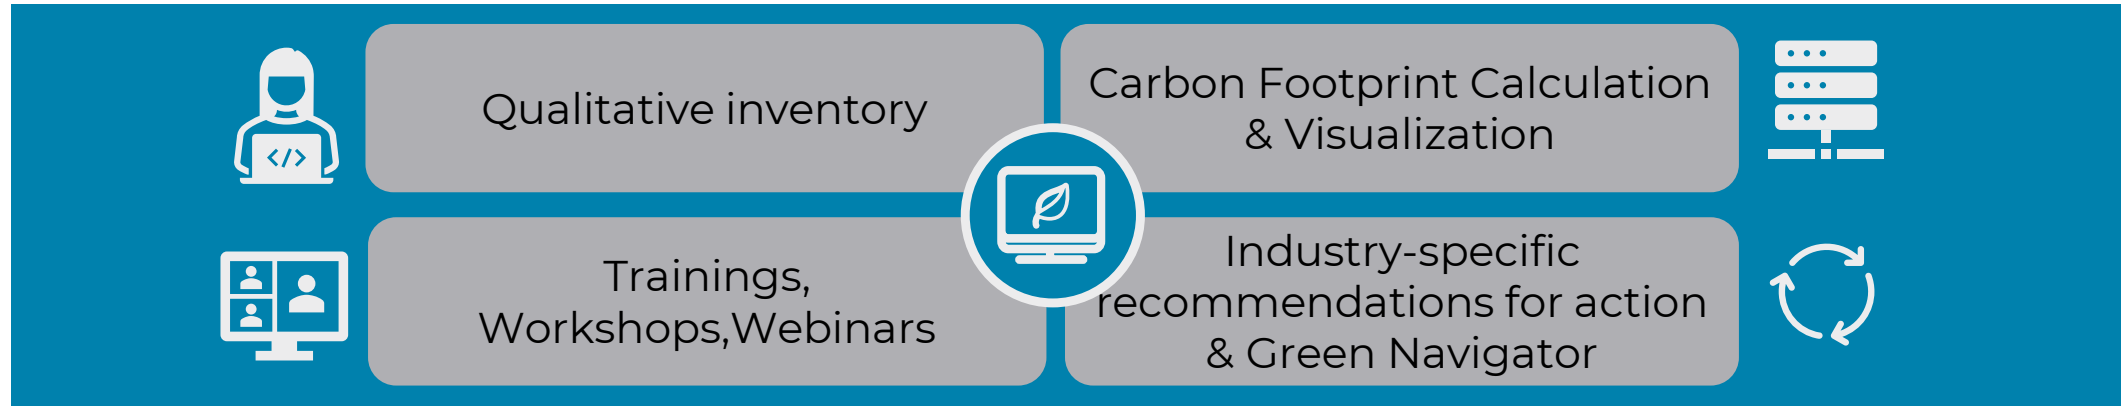 Qualitative inventory
Carbon Footprint Calculation
& Visualization
Trainings,
Workshops,Webinars
Industry-specific
recommendations for action
& Green Navigator